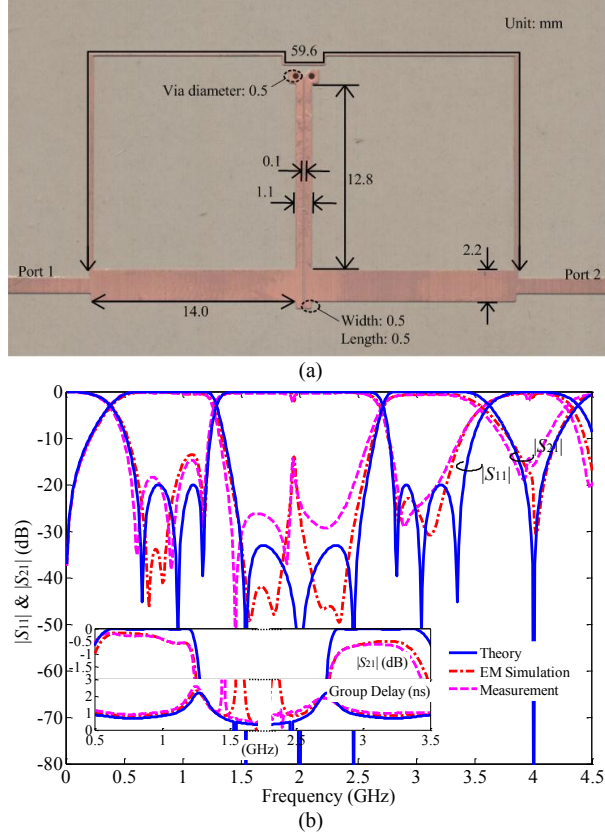 Unit: mm
59.6
Via diameter: 0.5
0.1
12.8
1.1
2.2
Port 1
Port 2
14.0
Width: 0.5
Length: 0.5
(a)
0
-10
-20
-30
-40
-50
-60
-70
-80
|S11| & |S21| (dB)
|S11|
|S21|
0
-0.5
-1
-1.5
|S21| (dB)
3
2
1
0
Group Delay (ns)
0.5
1
1.5
2
2.5
3
3.5
(GHz)
Theory
EM Simulation
Measurement
0
0.5
1
1.5
2
2.5
3
3.5
4
4.5
Frequency (GHz)
(b)